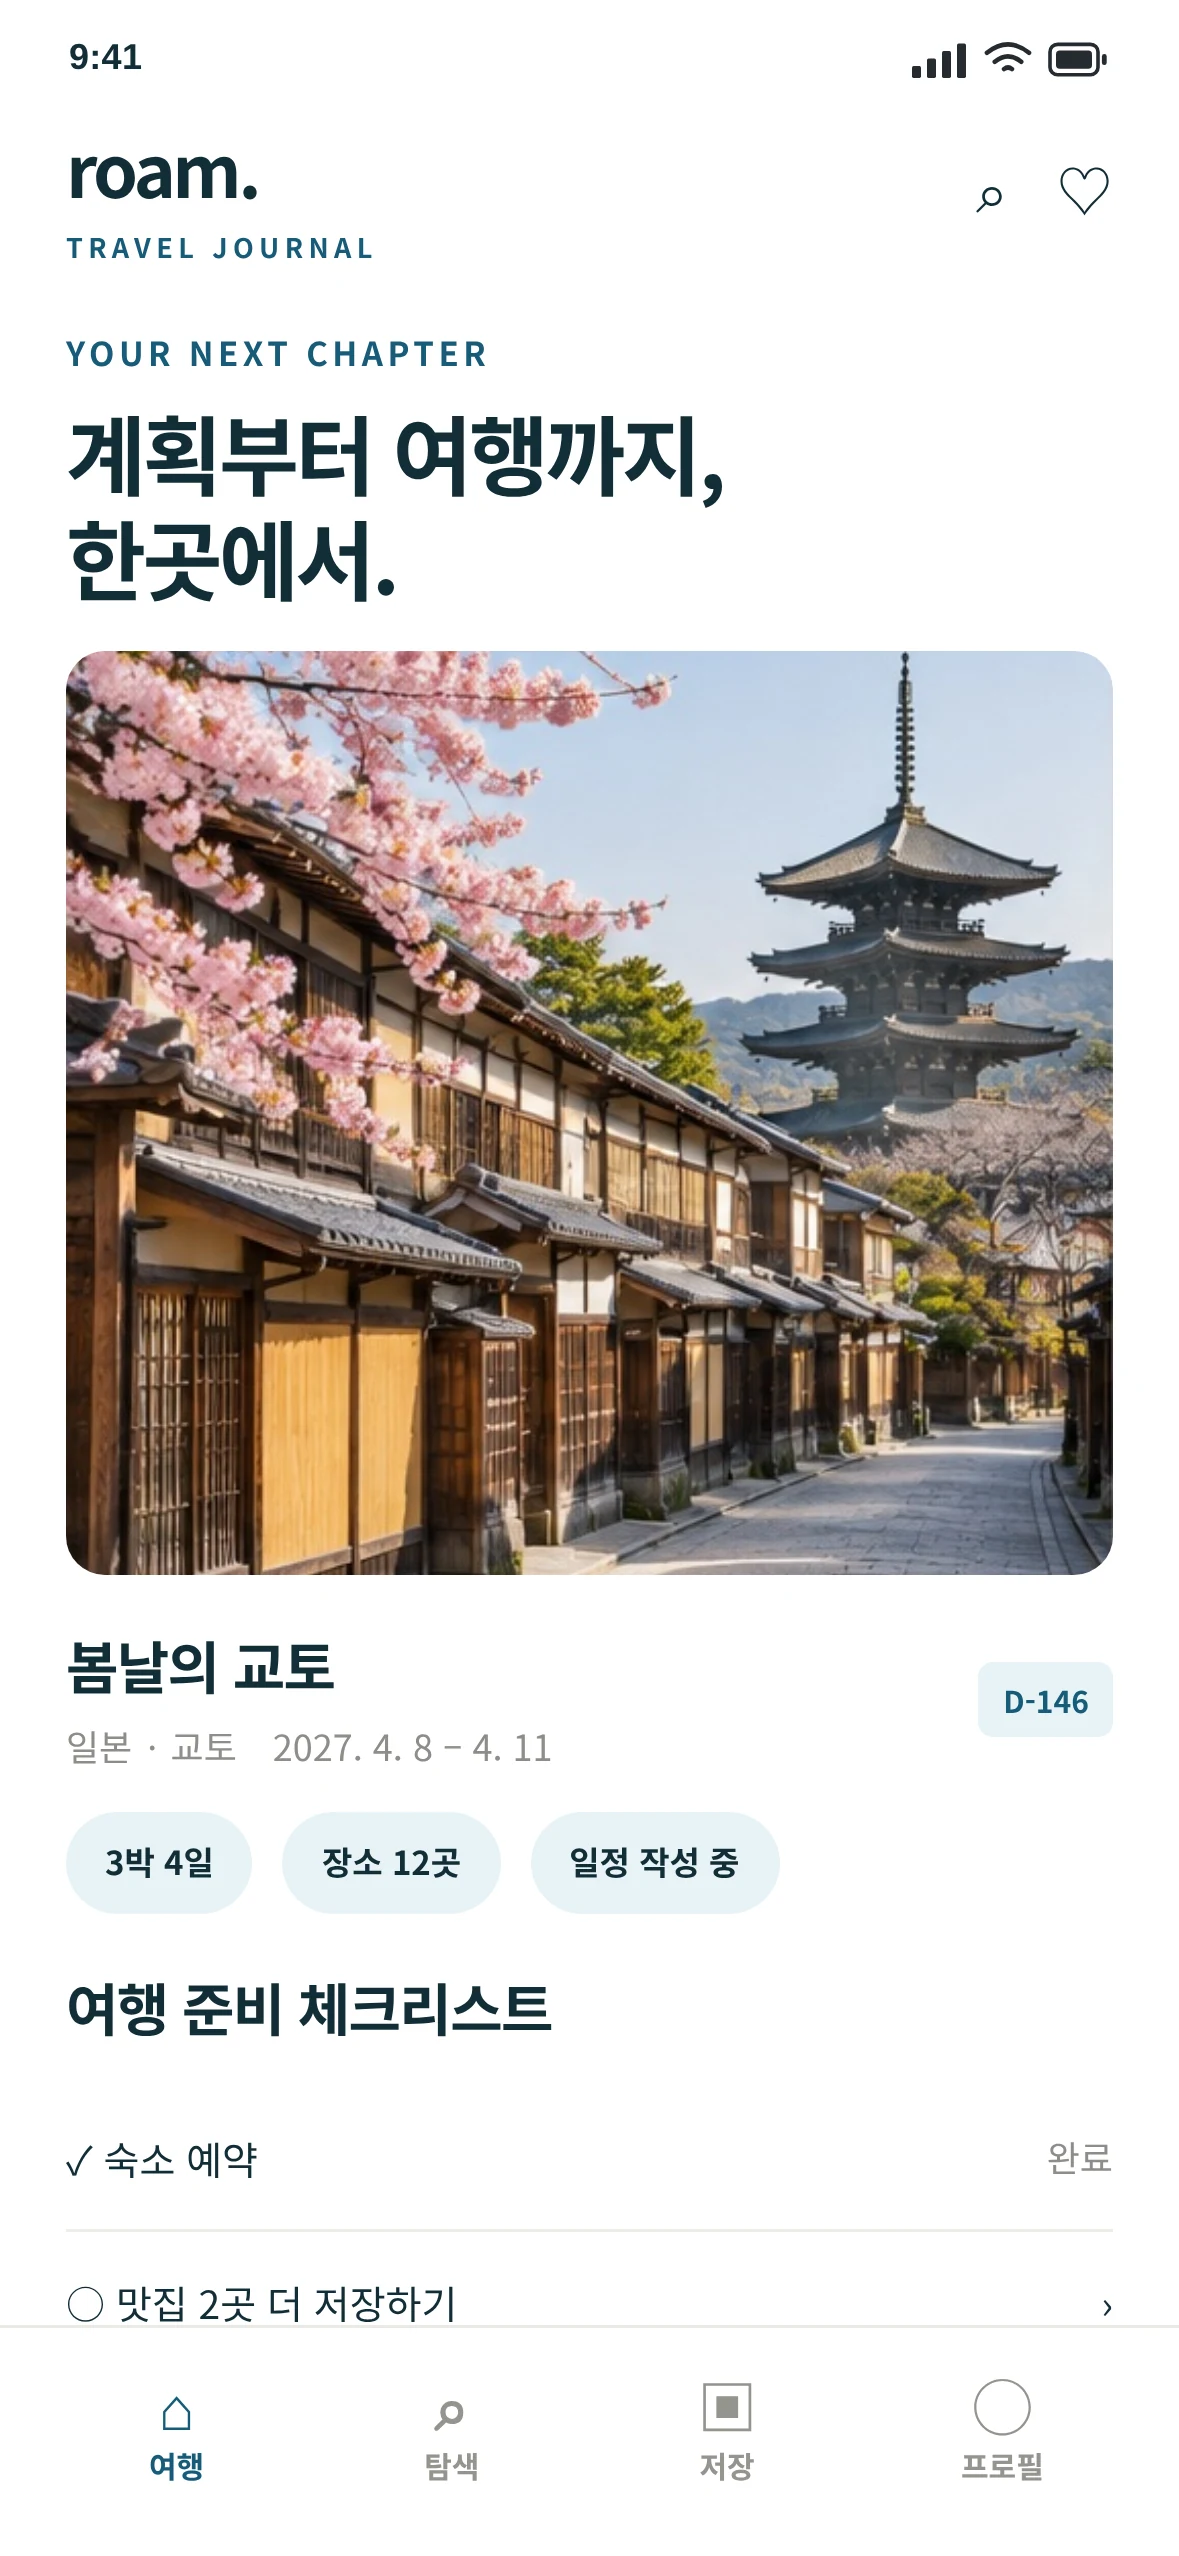 9:41
roam.
TRAVEL JOURNAL
YOUR NEXT CHAPTER
계획부터 여행까지,
한곳에서.
봄날의 교토
D-146
일본 · 교토 2027. 4. 8 – 4. 11
3박 4일 장소 12곳 일정 작성 중
여행 준비 체크리스트
✓ 숙소 예약 완료
○ 맛집 2곳 더 저장하기 ›
여행 탐색 저장 프로필